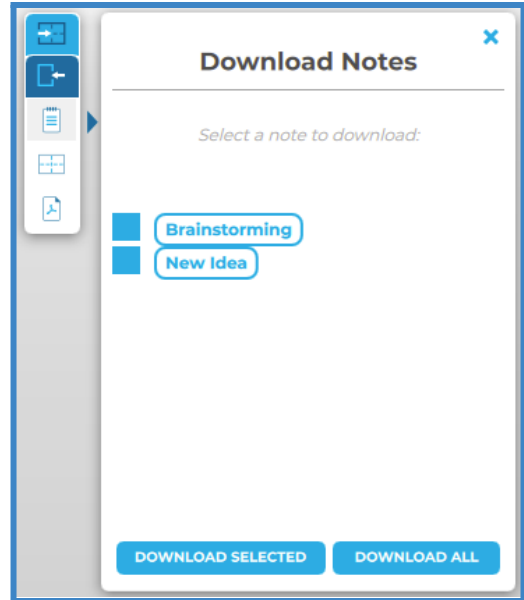 Download Notes
Select a note to download:
Brainstorming
New Idea
DOWNLOAD SELECTED
DOWNLOAD ALL